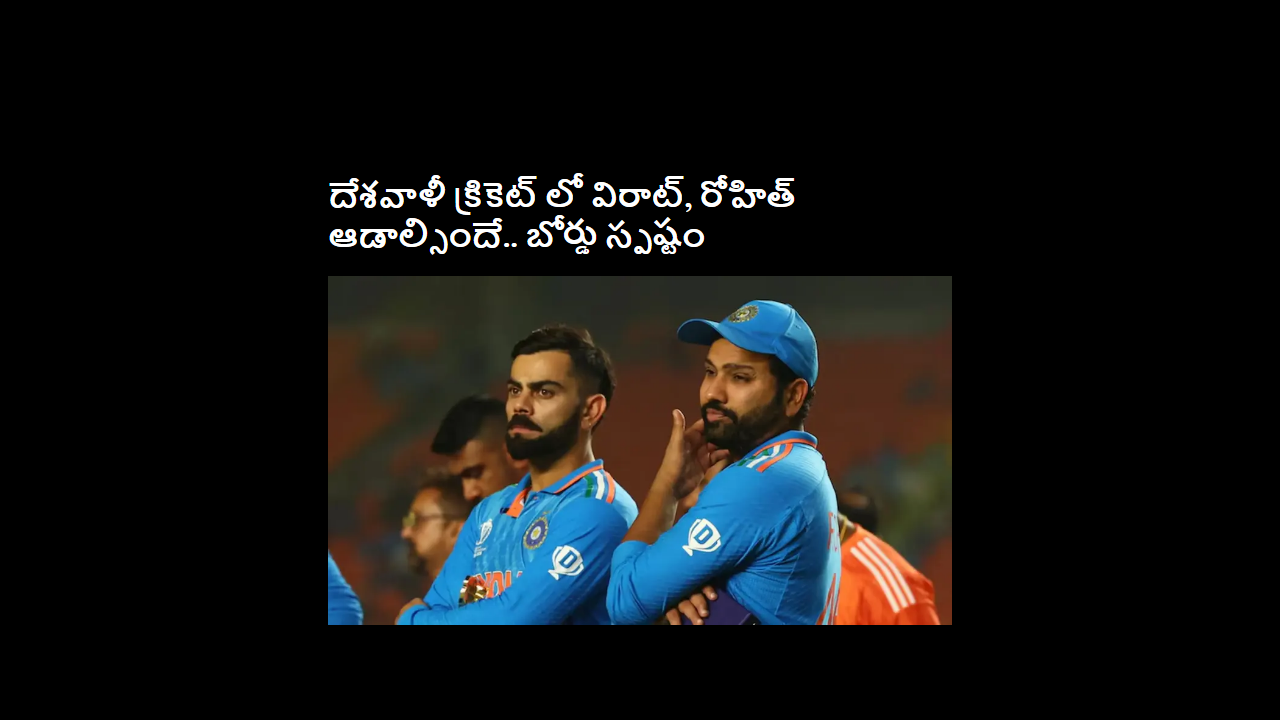 దేశవాళీ క్రికెట్ లో విరాట్, రోహిత్
ఆడాల్సిందే.. బోర్డు స్పష్టం